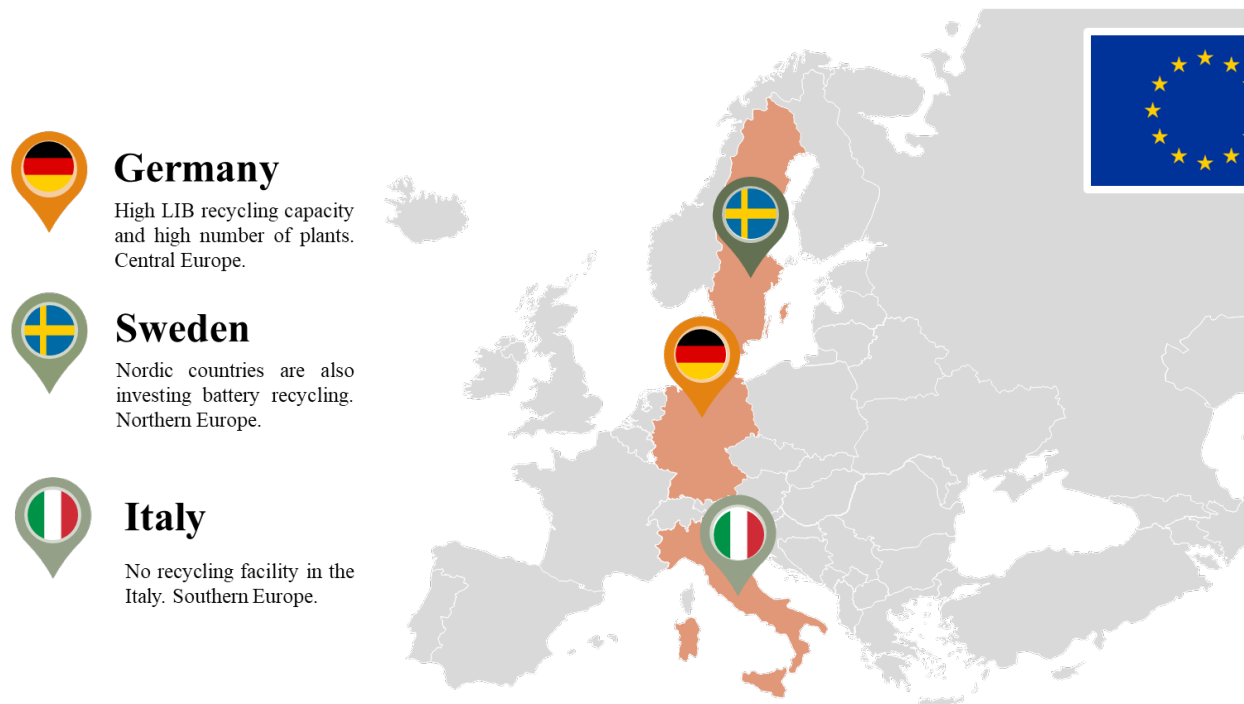 Germany
High LIB recycling capacity
and high number of plants.
Central Europe.
Sweden
Nordic countries are also
investing battery recycling.
Northern Europe.
Italy
No recycling facility in the
Italy. Southern Europe.